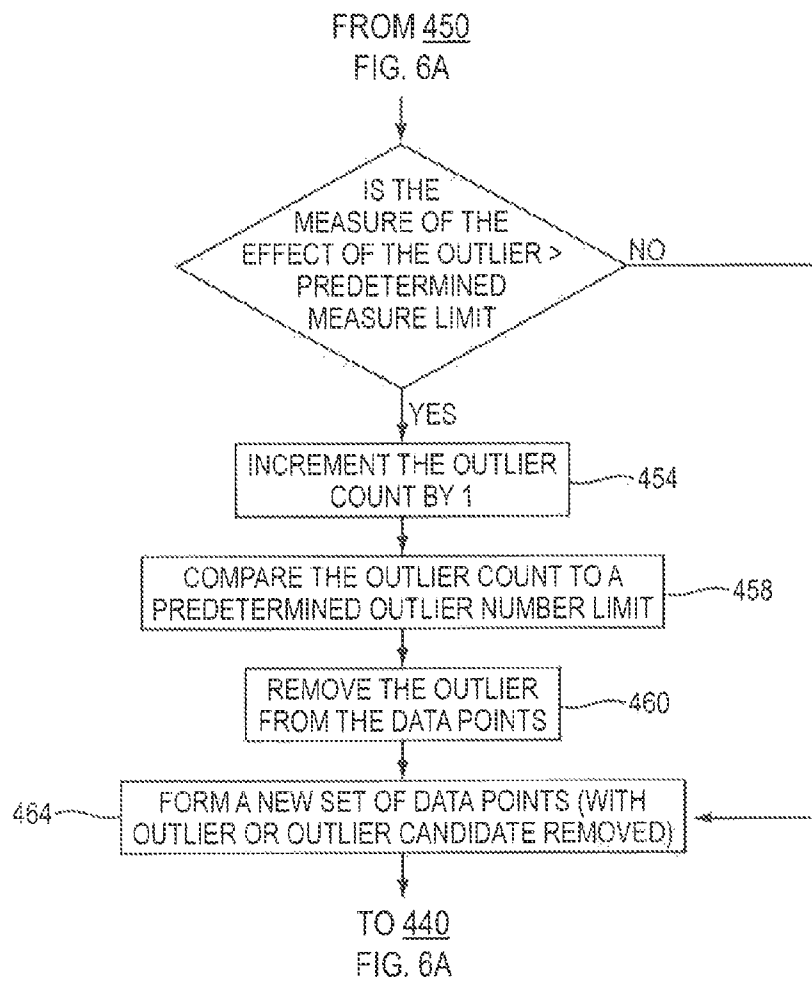 FROM 450
FIG. 6A
IS THE
MEASURE OF THE
EFFECT OF THE OUTLIER >
PREDETERMINED
MEASURE LIMIT
NO
YES
INCREMENT THE OUTLIER
COUNT BY 1
454
COMPARE THE OUTLIER COUNT TO A
PREDETERMINED OUTLIER NUMBER LIMIT
458
REMOVE THE OUTLIER
FROM THE DATA POINTS
460
464
FORM A NEW SET OF DATA POINTS (WITH
OUTLIER OR OUTLIER CANDIDATE REMOVED)
TO 440
FIG. 6A